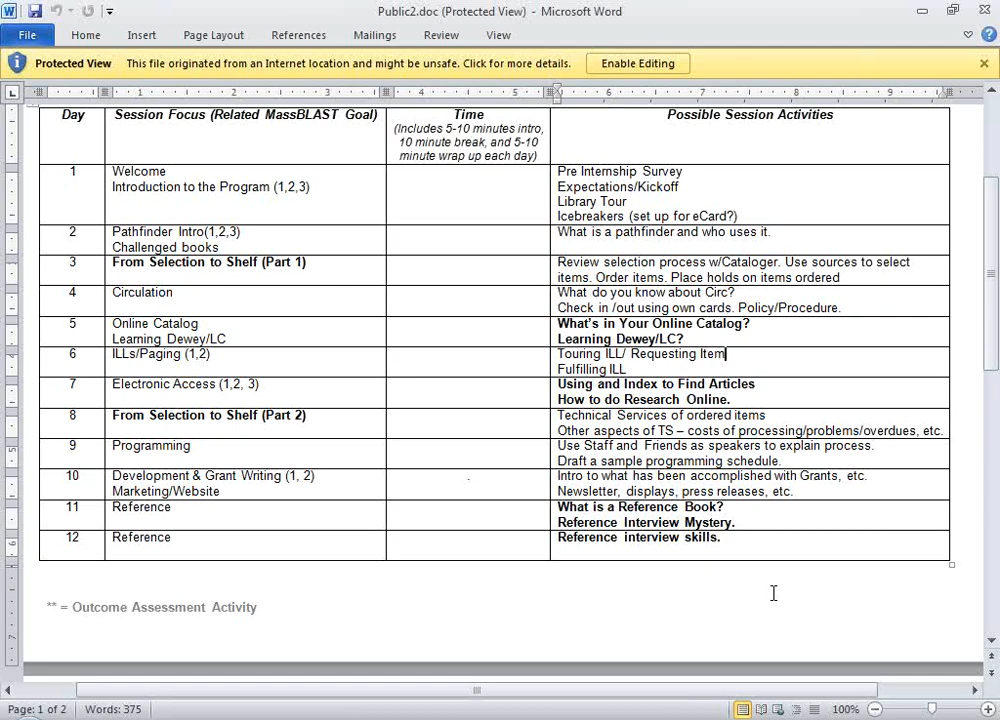 Public2.doc (Protected View) - Microsoft Word
File Home Insert Page Layout References Mailings Review View
Protected View This file originated from an Internet location and might be unsafe. Click for more details. Enable Editing
1 2 3 4 5 6 7 8 9
Day Session Focus (Related MassBLAST Goal) Time Possible Session Activities
(Includes 5-10 minutes intro,
10 minute break, and 5-10
minute wrap up each day)
1 Welcome Pre Internship Survey
Introduction to the Program (1,2,3) Expectations/Kickoff
Library Tour
Icebreakers (set up for eCard?)
2 Pathfinder Intro(1,2,3) What is a pathfinder and who uses it.
Challenged books
3 From Selection to Shelf (Part 1) Review selection process w/Cataloger. Use sources to select
items. Order items. Place holds on items ordered
4 Circulation What do you know about Circ?
Check in /out using own cards. Policy/Procedure.
5 Online Catalog What's in Your Online Catalog?
Learning Dewey/LC Learning Dewey/LC?
6 ILLs/Paging (1,2) Touring ILL/ Requesting Item
Fulfilling ILL
7 Electronic Access (1,2, 3) Using and Index to Find Articles
How to do Research Online.
8 From Selection to Shelf (Part 2) Technical Services of ordered items
Other aspects of TS – costs of processing/problems/overdues, etc.
9 Programming Use Staff and Friends as speakers to explain process.
Draft a sample programming schedule.
10 Development & Grant Writing (1, 2) . Intro to what has been accomplished with Grants, etc.
Marketing/Website Newsletter, displays, press releases, etc.
11 Reference What is a Reference Book?
Reference Interview Mystery.
12 Reference Reference interview skills.
** = Outcome Assessment Activity
Page: 1 of 2 Words: 375 100%